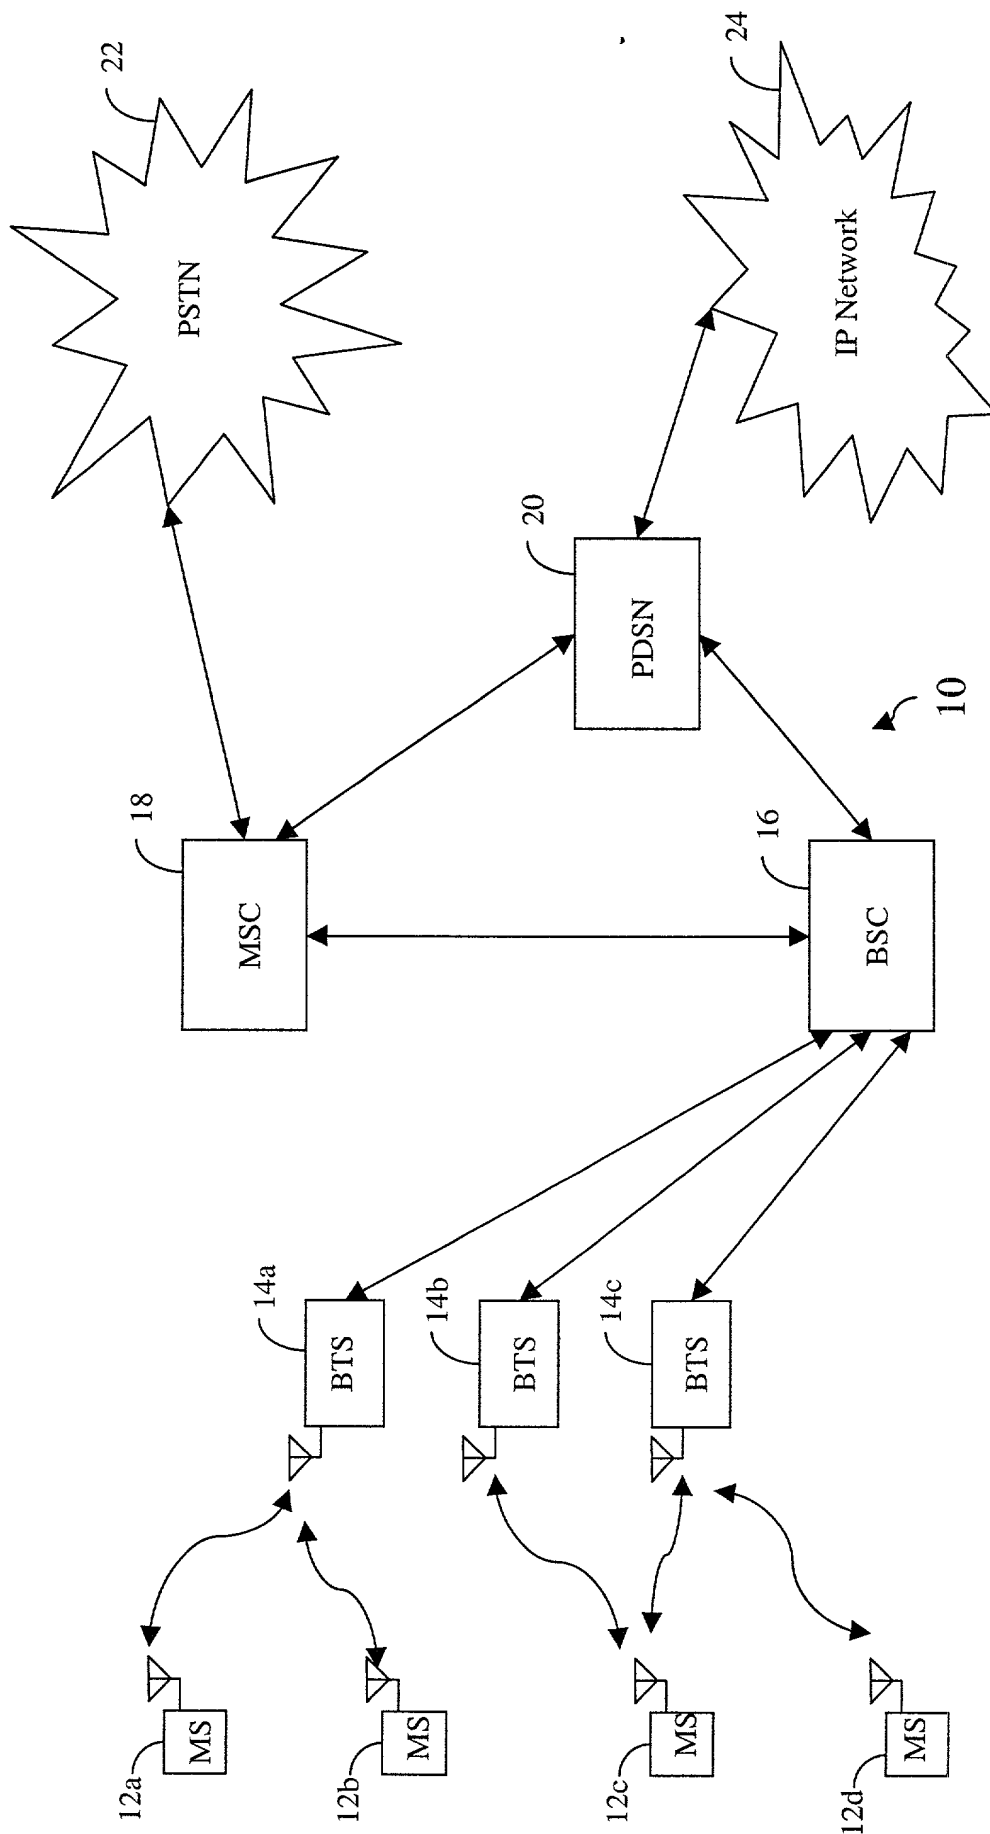 22
PSTN
24
IP Network
18
MSC
20
PDSN
10
16
BSC
14a
BTS
14b
BTS
14c
BTS
12a
MS
12b
MS
12c
MS
12d
MS